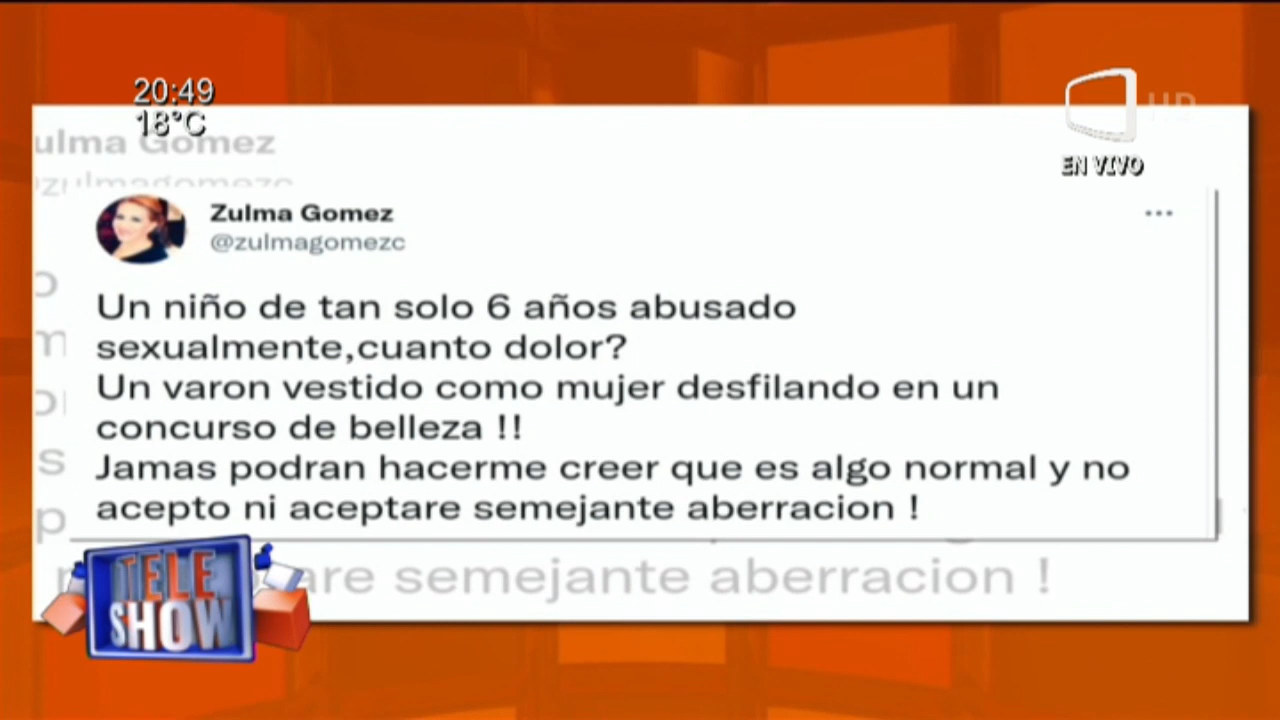 20:49
18°C
HD
EN VIVO
ulma Gomez
zulmagomezc
Zulma Gomez
@zulmagomezc
Un niño de tan solo 6 años abusado
sexualmente,cuanto dolor?
Un varon vestido como mujer desfilando en un
concurso de belleza !!
Jamas podran hacerme creer que es algo normal y no
acepto ni aceptare semejante aberracion !
are semejante aberracion !
TELE
SHOW